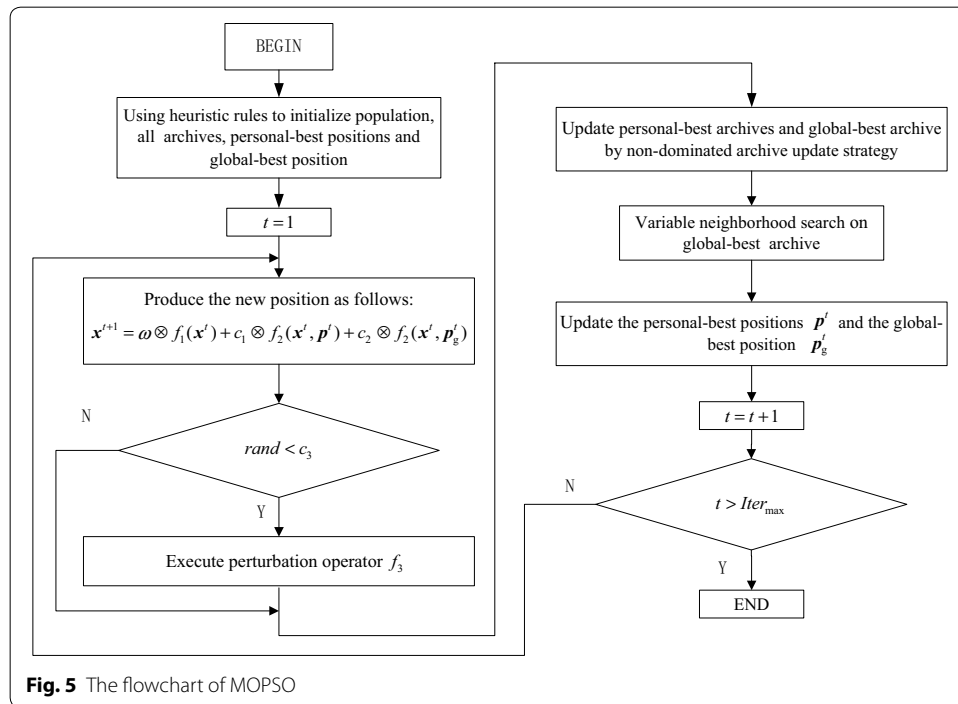 BEGIN
Using heuristic rules to initialize population,
all archives, personal-best positions and
global-best position
t = 1
Produce the new position as follows:
x^{t+1} = ω ⊗ f_1(x^t) + c_1 ⊗ f_2(x^t, p^t) + c_2 ⊗ f_2(x^t, p_g^t)
N
rand < c_3
Y
Execute perturbation operator f_3
Update personal-best archives and global-best archive
by non-dominated archive update strategy
Variable neighborhood search on
global-best archive
Update the personal-best positions p^t and the global-
best position p_g^t
t = t + 1
N
t > Iter_max
Y
END
Fig. 5 The flowchart of MOPSO